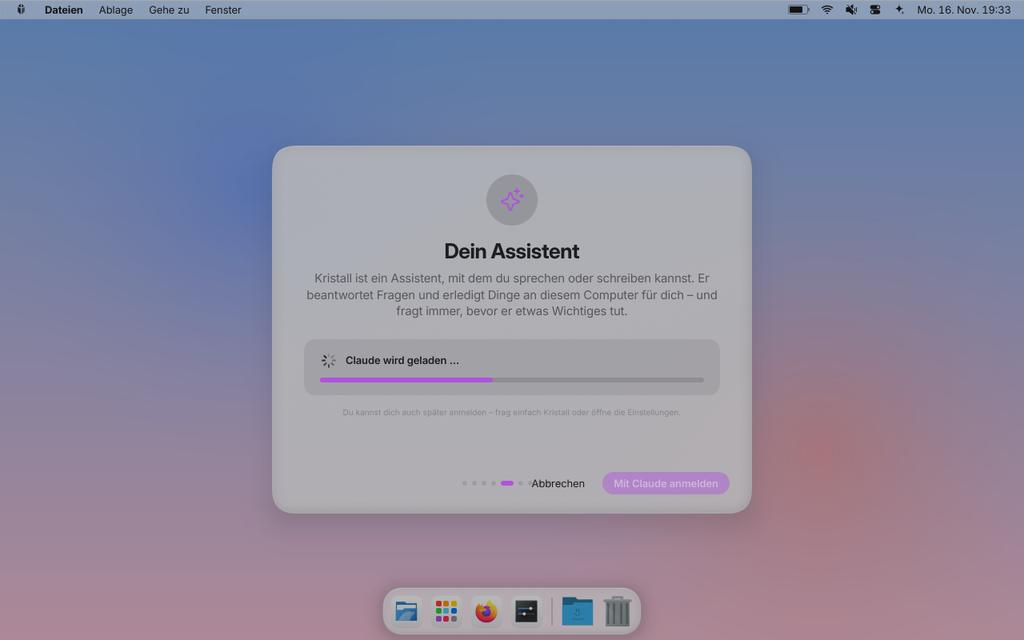 Dateien Ablage Gehe zu Fenster Mo. 16. Nov. 19:33
Dein Assistent
Kristall ist ein Assistent, mit dem du sprechen oder schreiben kannst. Er
beantwortet Fragen und erledigt Dinge an diesem Computer für dich – und
fragt immer, bevor er etwas Wichtiges tut.
Claude wird geladen ...
Du kannst dich auch später anmelden – frag einfach Kristall oder öffne die Einstellungen.
Abbrechen Mit Claude anmelden